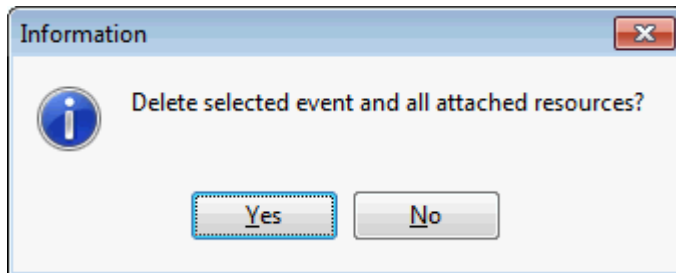 Information
Delete selected event and all attached resources?
Yes
No